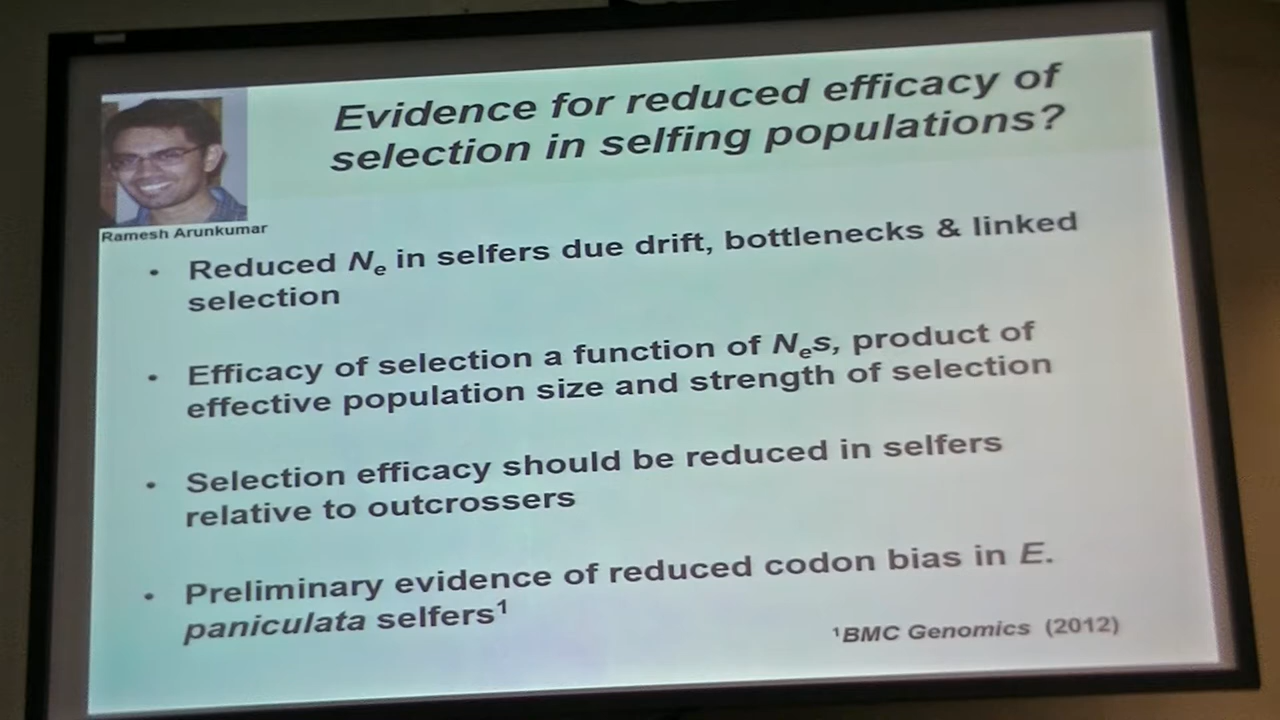 Evidence for reduced efficacy of
selection in selfing populations?
Ramesh Arunkumar
• Reduced Ne in selfers due drift, bottlenecks & linked
selection
• Efficacy of selection a function of Nes, product of
effective population size and strength of selection
• Selection efficacy should be reduced in selfers
relative to outcrossers
• Preliminary evidence of reduced codon bias in E.
paniculata selfers¹
¹BMC Genomics (2012)